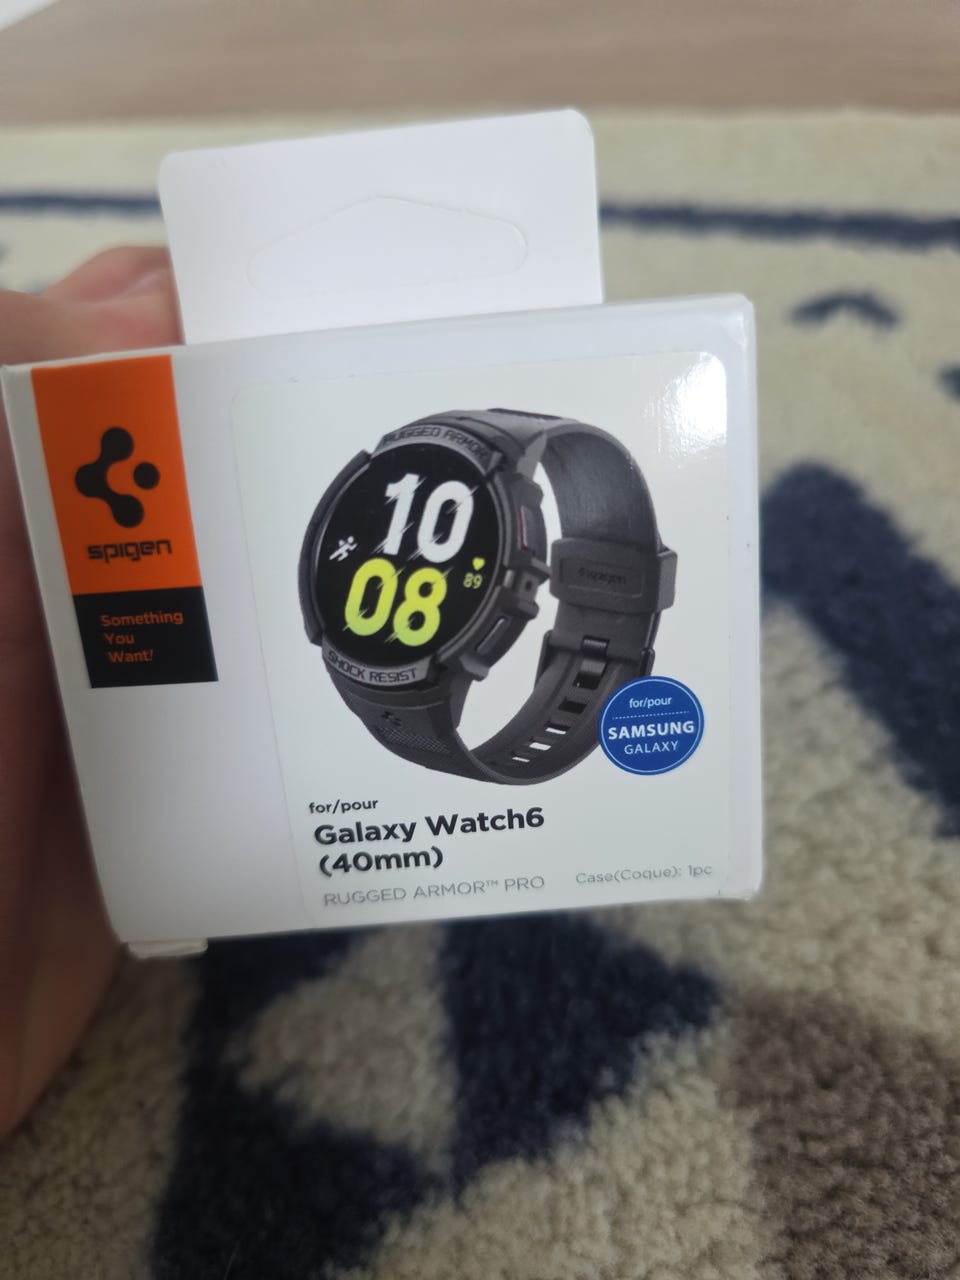 spigen
Something
You
Want!
RUGGED ARMOR
10
08
89
SHOCK RESIST
spigen
for/pour
SAMSUNG
GALAXY
for/pour
Galaxy Watch6
(40mm)
RUGGED ARMOR™ PRO
Case(Coque): 1pc